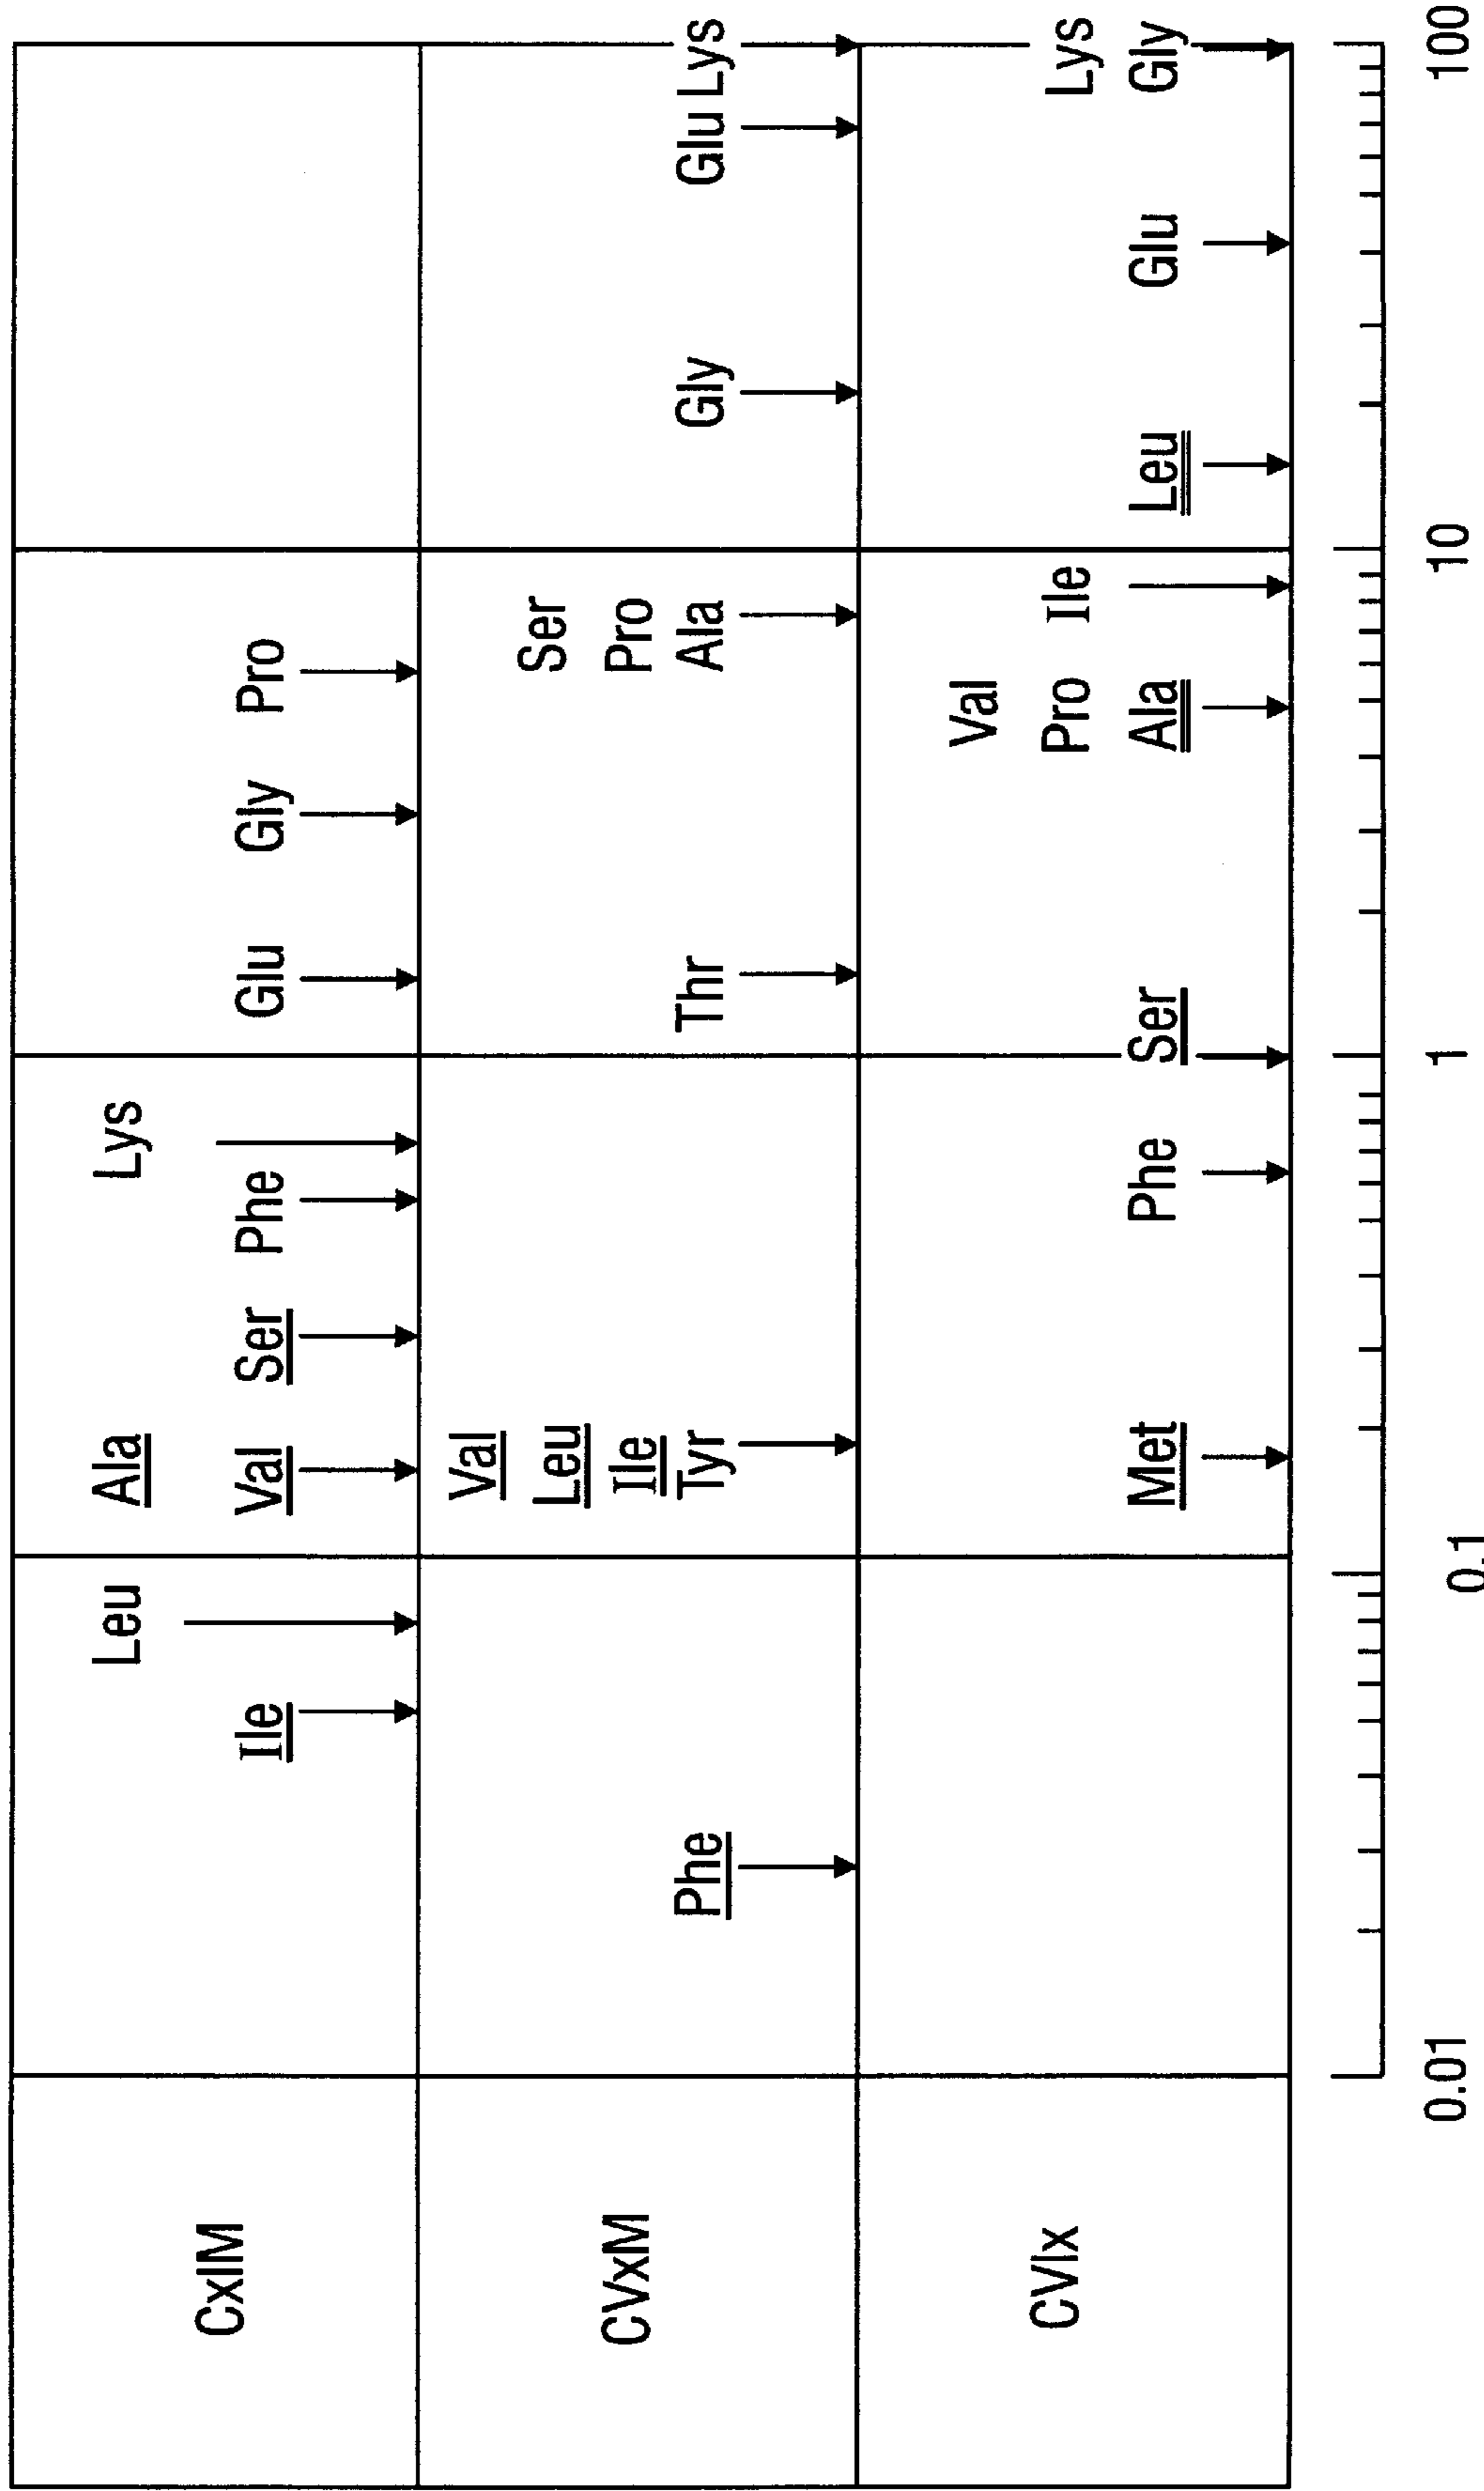 CxIM
Leu Ala Lys
Ile Val Ser Phe Glu Gly Pro
CVxM
Val
Leu Ser
Ile Pro
Phe Tyr Thr Ala Gly Glu Lys
CVIx
Val
Pro Ile Lys
Met Phe Ser Ala Leu Glu Gly
0.01 0.1 1 10 100